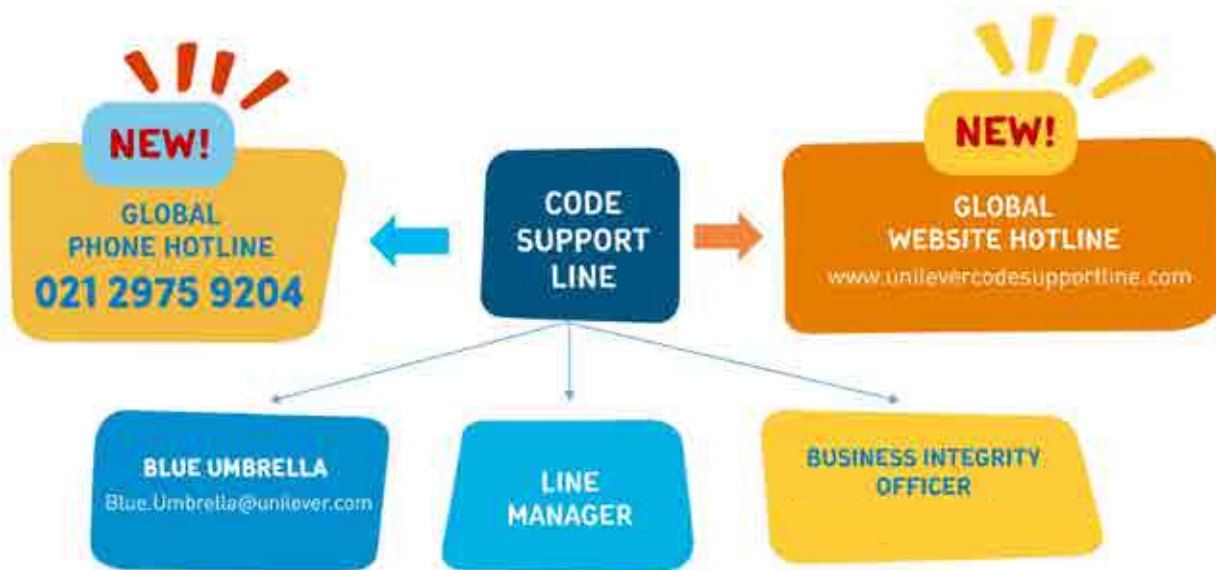 NEW!
GLOBAL
PHONE HOTLINE
021 2975 9204
CODE
SUPPORT
LINE
NEW!
GLOBAL
WEBSITE HOTLINE
www.unilevercodesupportline.com
BLUE UMBRELLA
Blue.Umbrella@unilever.com
LINE
MANAGER
BUSINESS INTEGRITY
OFFICER